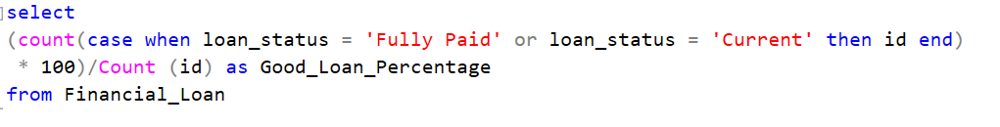 select
(count(case when loan_status = 'Fully Paid' or loan_status = 'Current' then id end)
* 100)/Count (id) as Good_Loan_Percentage
from Financial_Loan